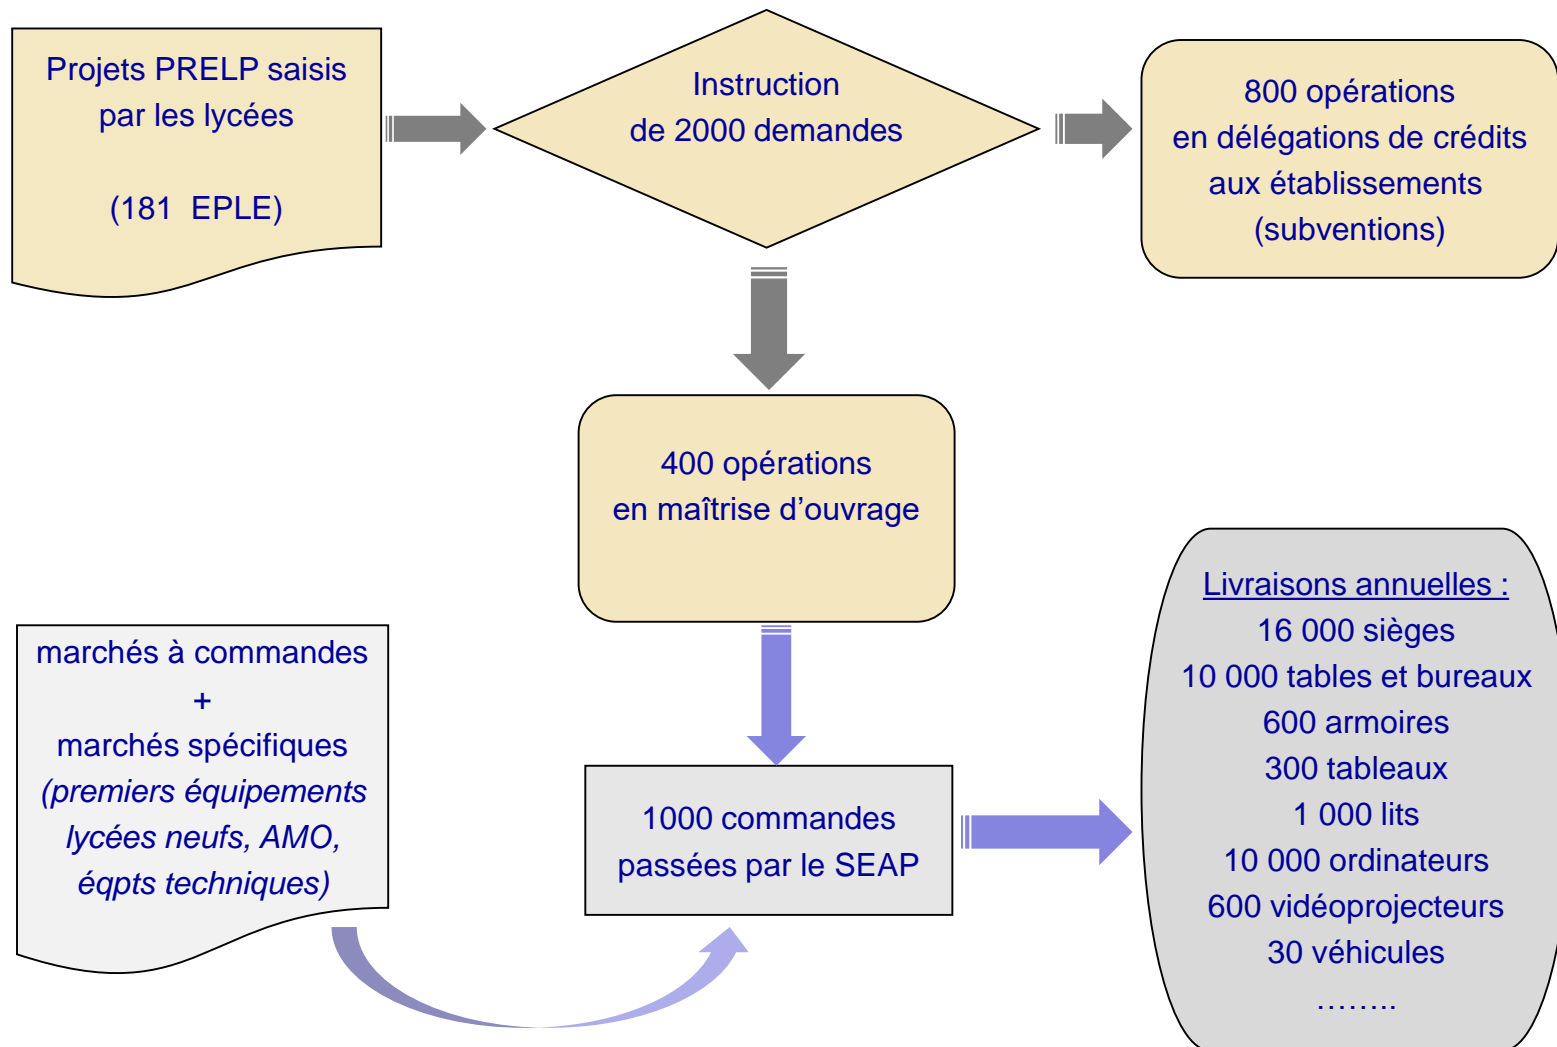 Projets PRELP saisis
par les lycées
(181 EPLE)
Instruction
de 2000 demandes
800 opérations
en délégations de crédits
aux établissements
(subventions)
400 opérations
en maîtrise d’ouvrage
marchés à commandes
+
marchés spécifiques
(premiers équipements
lycées neufs, AMO,
éqpts techniques)
1000 commandes
passées par le SEAP
Livraisons annuelles :
16 000 sièges
10 000 tables et bureaux
600 armoires
300 tableaux
1 000 lits
10 000 ordinateurs
600 vidéoprojecteurs
30 véhicules
……..